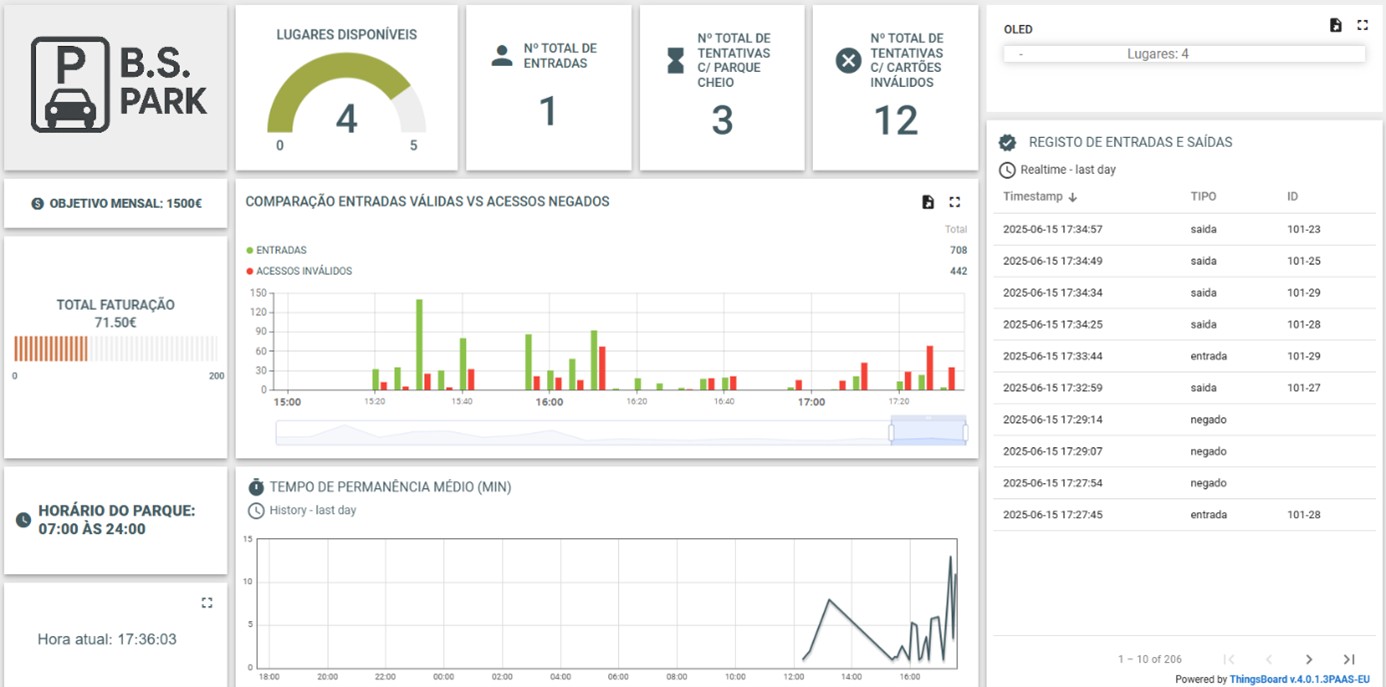 P B.S.
PARK
LUGARES DISPONÍVEIS
4
0 5
Nº TOTAL DE
ENTRADAS
1
Nº TOTAL DE
TENTATIVAS
C/ PARQUE
CHEIO
3
Nº TOTAL DE
TENTATIVAS
C/ CARTÕES
INVÁLIDOS
12
OLED
- Lugares: 4
OBJETIVO MENSAL: 1500€
TOTAL FATURAÇÃO
71.50€
0 200
HORÁRIO DO PARQUE:
07:00 ÀS 24:00
Hora atual: 17:36:03
COMPARAÇÃO ENTRADAS VÁLIDAS VS ACESSOS NEGADOS
Total
ENTRADAS 708
ACESSOS INVÁLIDOS 442
150
120
90
60
30
0
15:00 15:20 15:40 16:00 16:20 16:40 17:00 17:20
TEMPO DE PERMANÊNCIA MÉDIO (MIN)
History - last day
15
10
5
0
18:00 20:00 22:00 00:00 02:00 04:00 06:00 08:00 10:00 12:00 14:00 16:00
REGISTO DE ENTRADAS E SAÍDAS
Realtime - last day
Timestamp TIPO ID
2025-06-15 17:34:57 saida 101-23
2025-06-15 17:34:49 saida 101-25
2025-06-15 17:34:34 saida 101-29
2025-06-15 17:34:25 saida 101-28
2025-06-15 17:33:44 entrada 101-29
2025-06-15 17:32:59 saida 101-27
2025-06-15 17:29:14 negado
2025-06-15 17:29:07 negado
2025-06-15 17:27:54 negado
2025-06-15 17:27:45 entrada 101-28
1 – 10 of 206
Powered by ThingsBoard v.4.0.1.3PAAS-EU